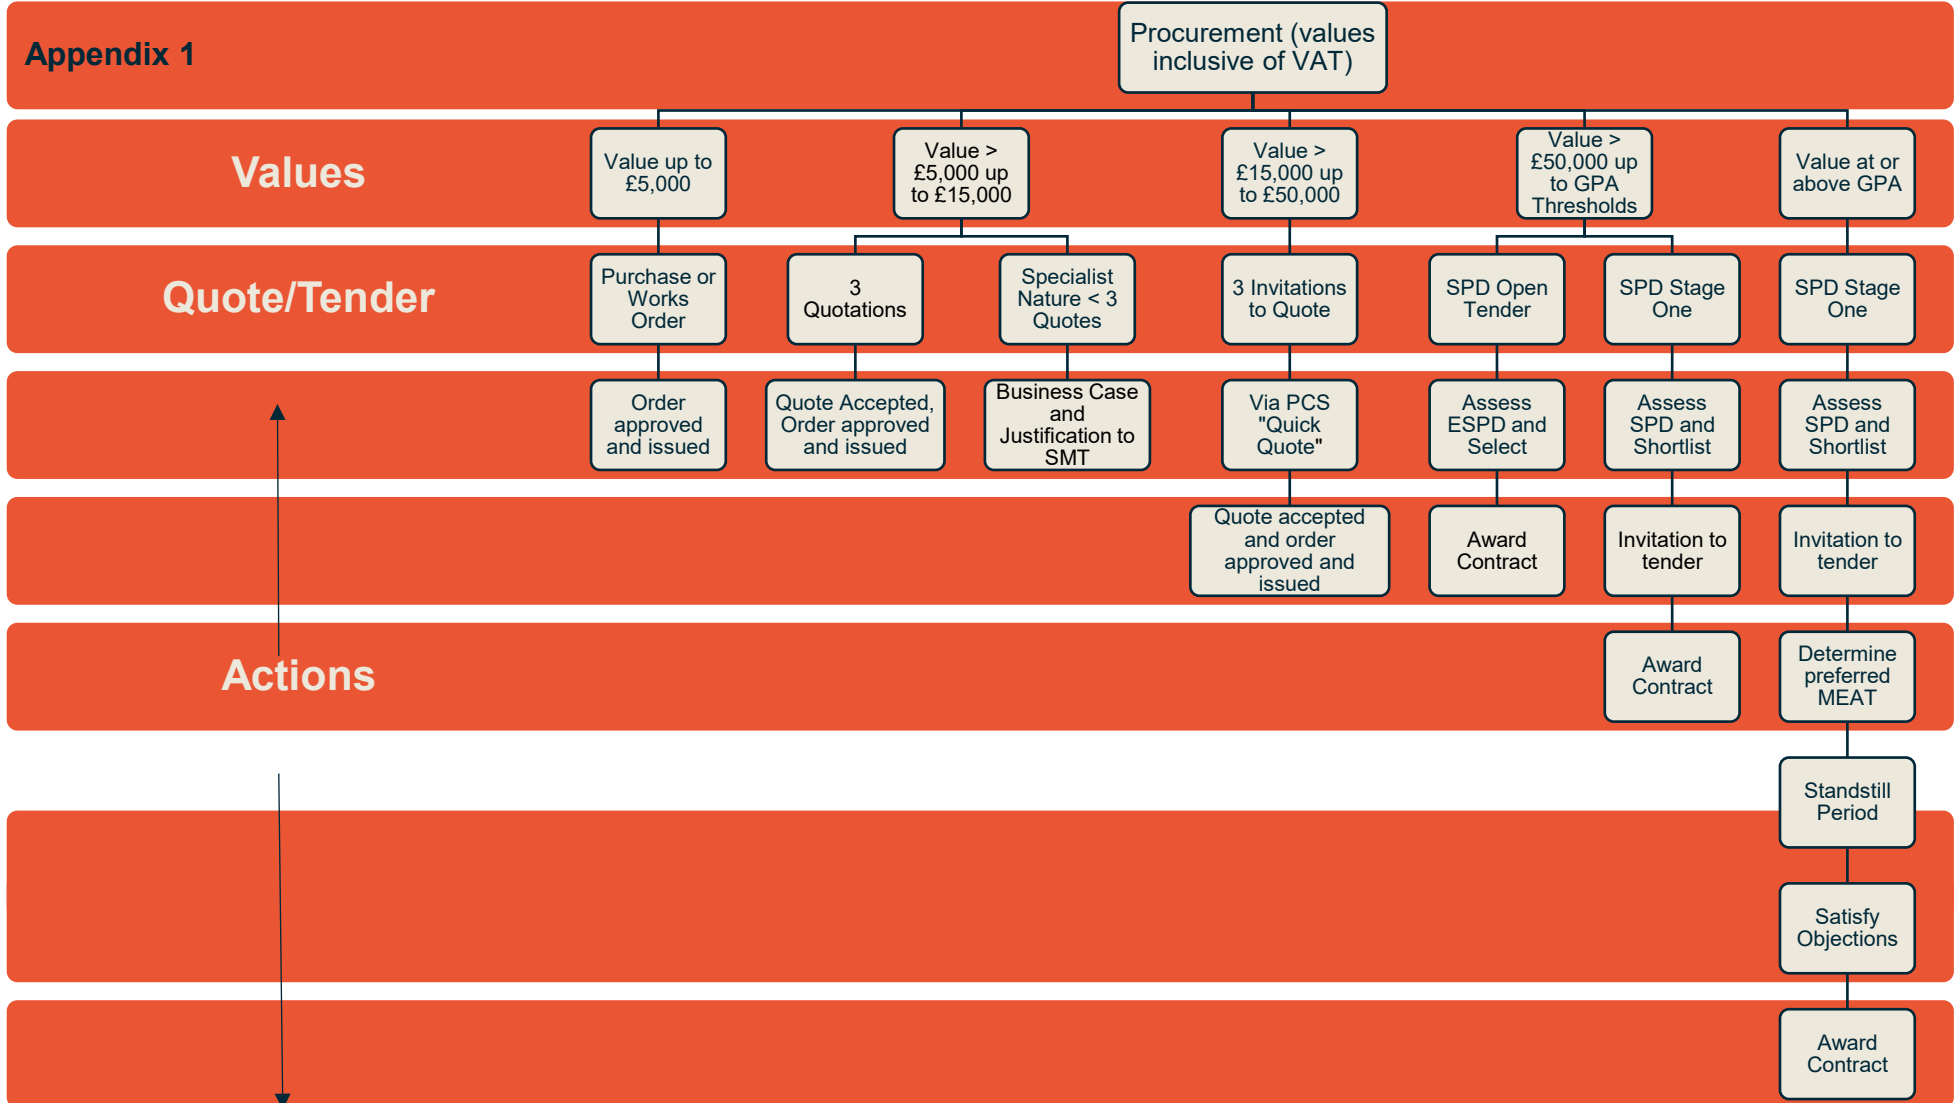 Appendix 1
Procurement (values
inclusive of VAT)
Values
Value up to
£5,000
Value >
£5,000 up
to £15,000
Value >
£15,000 up
to £50,000
Value >
£50,000 up
to GPA
Thresholds
Value at or
above GPA
Quote/Tender
Purchase or
Works
Order
3
Quotations
Specialist
Nature < 3
Quotes
3 Invitations
to Quote
SPD Open
Tender
SPD Stage
One
SPD Stage
One
Order
approved
and issued
Quote Accepted,
Order approved
and issued
Business Case
and
Justification to
SMT
Via PCS
"Quick
Quote"
Assess
ESPD and
Select
Assess
SPD and
Shortlist
Assess
SPD and
Shortlist
Quote accepted
and order
approved and
issued
Award
Contract
Invitation to
tender
Invitation to
tender
Actions
Award
Contract
Determine
preferred
MEAT
Standstill
Period
Satisfy
Objections
Award
Contract